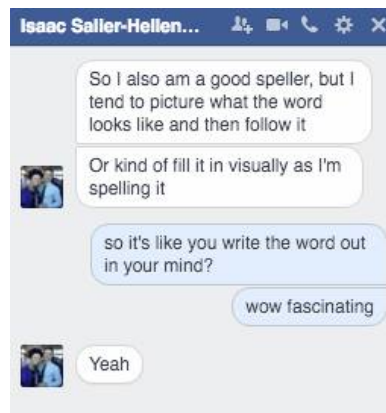 Isaac Saller-Hellen...
So I also am a good speller, but I
tend to picture what the word
looks like and then follow it
Or kind of fill it in visually as I'm
spelling it
so it's like you write the word out
in your mind?
wow fascinating
Yeah